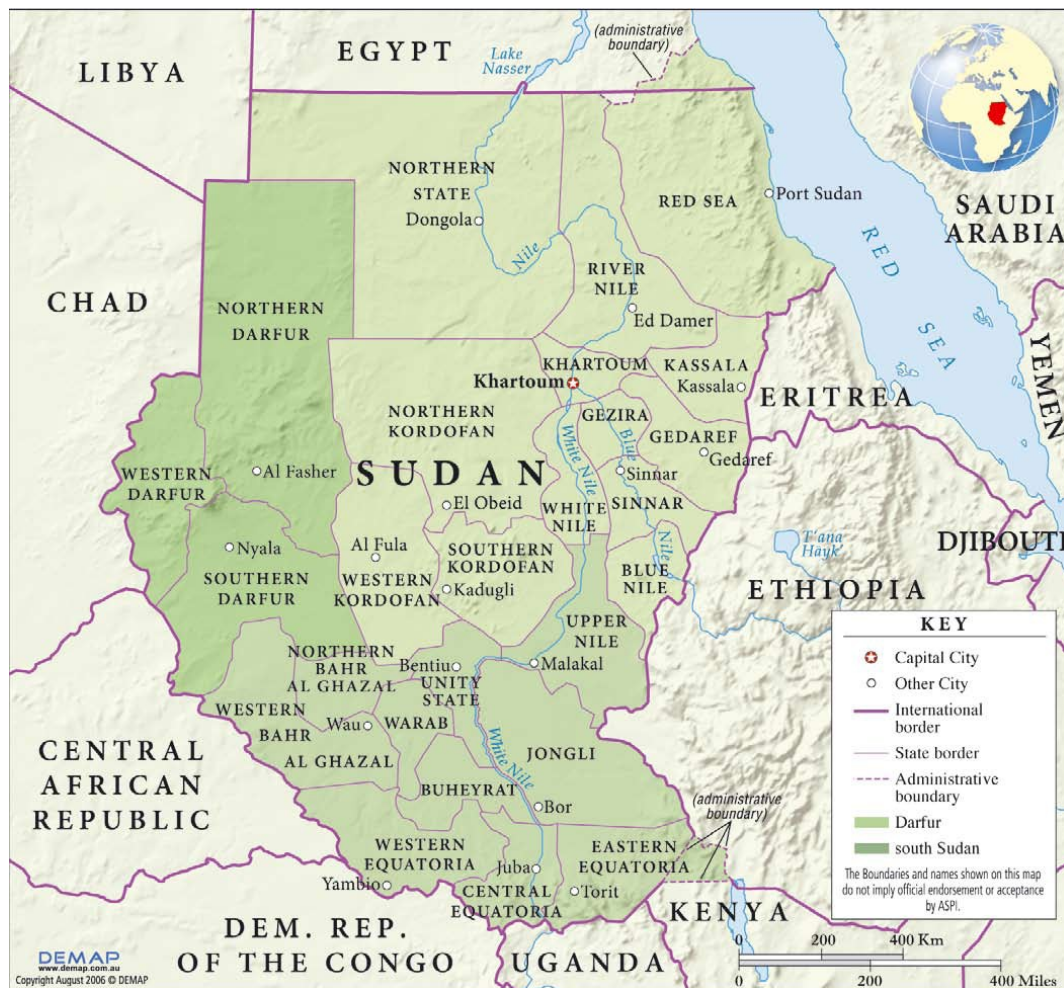 LIBYA
EGYPT
Lake
Nasser
(administrative
boundary)
SAUDI
ARABIA
RED SEA
YEMEN
CHAD
NORTHERN
STATE
Dongola
Nile
RED SEA
Port Sudan
RIVER
NILE
Ed Damer
NORTHERN
DARFUR
KHARTOUM
Khartoum
KASSALA
Kassala
ERITREA
NORTHERN
KORDOFAN
GEZIRA
GEDAREF
Gedaref
White Nile
Blue
Nile
SUDAN
WESTERN
DARFUR
Al Fasher
El Obeid
Sinnar
WHITE
NILE
SINNAR
Nyala
SOUTHERN
DARFUR
Al Fula
WESTERN
KORDOFAN
SOUTHERN
KORDOFAN
Kadugli
BLUE
NILE
T'ana
Hayk'
DJIBOUTI
ETHIOPIA
UPPER
NILE
Malakal
NORTHERN
BAHR
AL GHAZAL
Bentiu
UNITY
STATE
WESTERN
BAHR
AL GHAZAL
Wau
WARAB
JONGLI
White Nile
BUHEYRAT
Bor
CENTRAL
AFRICAN
REPUBLIC
WESTERN
EQUATORIA
Yambio
Juba
CENTRAL
EQUATORIA
EASTERN
EQUATORIA
Torit
(administrative
boundary)
DEM. REP.
OF THE CONGO
UGANDA
KENYA
KEY
Capital City
Other City
International
border
State border
Administrative
boundary
Darfur
south Sudan
The Boundaries and names shown on this map
do not imply official endorsement or acceptance
by ASPI.
0 200 400 Km
0 200 400 Miles
DEMAP
www.demap.com.au
Copyright August 2006 © DEMAP